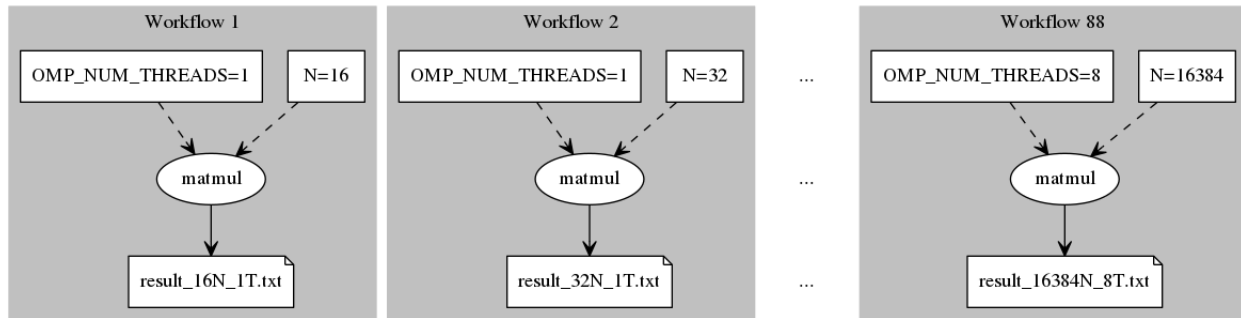 Workflow 1
OMP_NUM_THREADS=1
N=16
matmul
result_16N_1T.txt
Workflow 2
OMP_NUM_THREADS=1
N=32
matmul
result_32N_1T.txt
...
...
...
Workflow 88
OMP_NUM_THREADS=8
N=16384
matmul
result_16384N_8T.txt